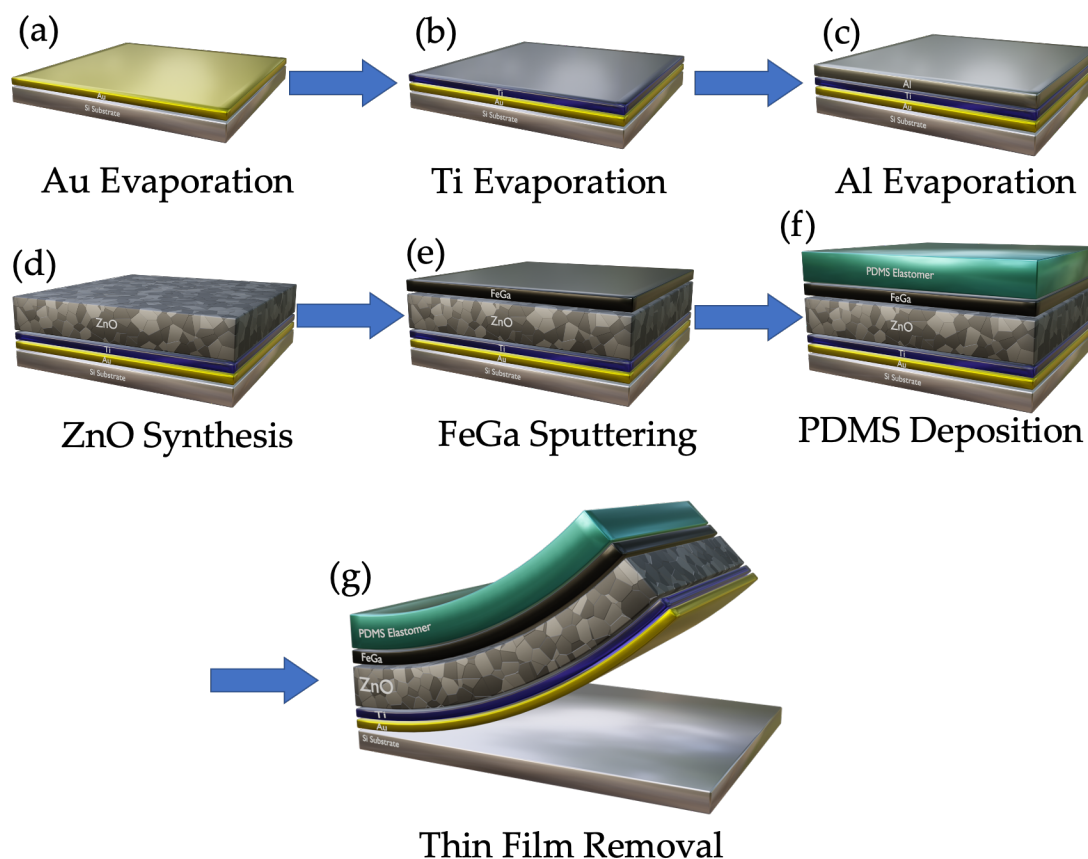 (a)
Au
Si Substrate
Au Evaporation
(b)
Ti
Au
Si Substrate
Ti Evaporation
(c)
Al
Ti
Au
Si Substrate
Al Evaporation
(d)
ZnO
Ti
Au
Si Substrate
ZnO Synthesis
(e)
FeGa
ZnO
Ti
Au
Si Substrate
FeGa Sputtering
(f)
PDMS Elastomer
FeGa
ZnO
Ti
Au
Si Substrate
PDMS Deposition
(g)
PDMS Elastomer
FeGa
ZnO
Ti
Au
Si Substrate
Thin Film Removal